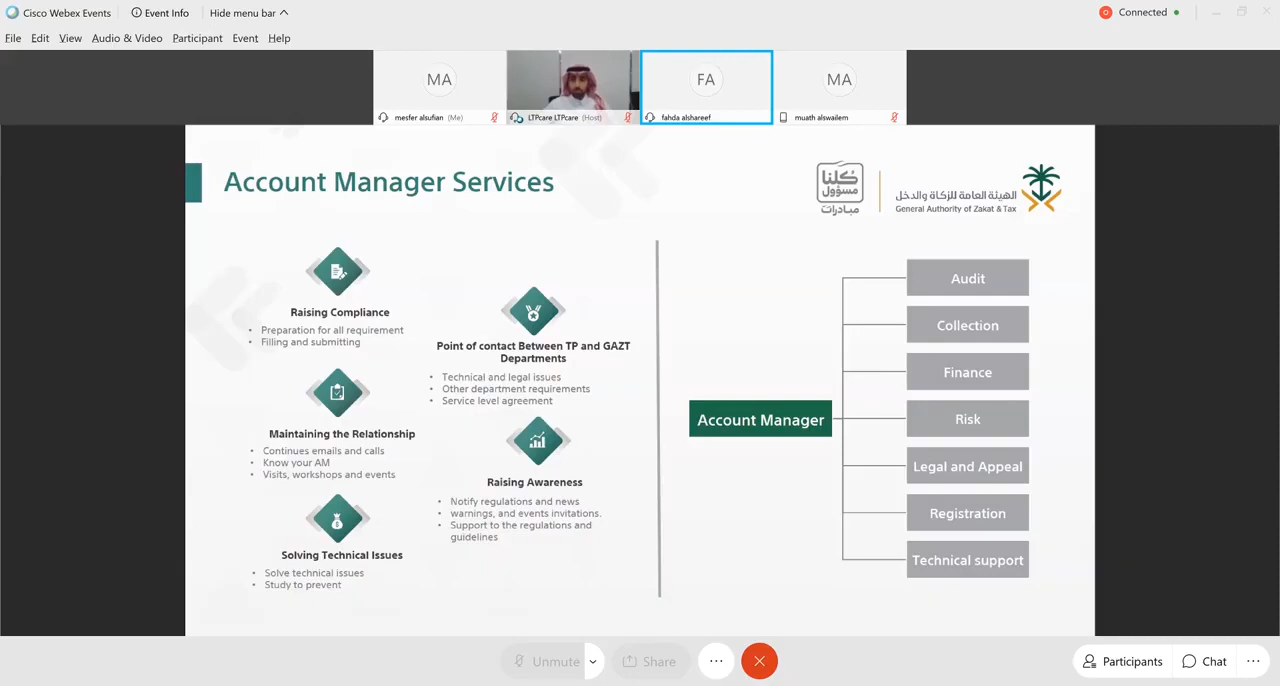 Cisco Webex Events
Event Info
Hide menu bar
Connected
File Edit View Audio & Video Participant Event Help
MA
FA
MA
mesfer alsufian (Me)
LTPcare LTPcare (Host)
fahda alshareef
muath alswailem
Account Manager Services
كلنا
مسؤول
مبادرات
الهيئة العامة للزكاة والدخل
General Authority of Zakat & Tax
Raising Compliance
• Preparation for all requirement
• Filling and submitting
Maintaining the Relationship
• Continues emails and calls
• Know your AM
• Visits, workshops and events
Solving Technical Issues
• Solve technical issues
• Study to prevent
Point of contact Between TP and GAZT
Departments
• Technical and legal issues
• Other department requirements
• Service level agreement
Raising Awareness
• Notify regulations and news
• warnings, and events invitations.
• Support to the regulations and
guidelines
Account Manager
Audit
Collection
Finance
Risk
Legal and Appeal
Registration
Technical support
Unmute
Share
Participants
Chat